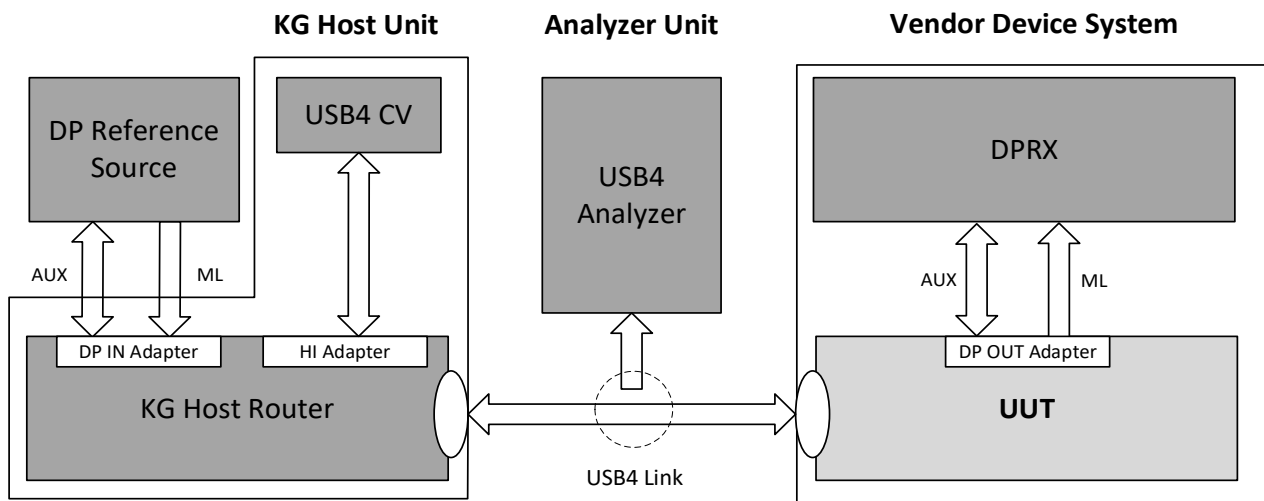 KG Host Unit
Analyzer Unit
Vendor Device System
DP Reference
Source
USB4 CV
USB4
Analyzer
DPRX
AUX
ML
AUX
ML
DP IN Adapter
HI Adapter
DP OUT Adapter
KG Host Router
UUT
USB4 Link